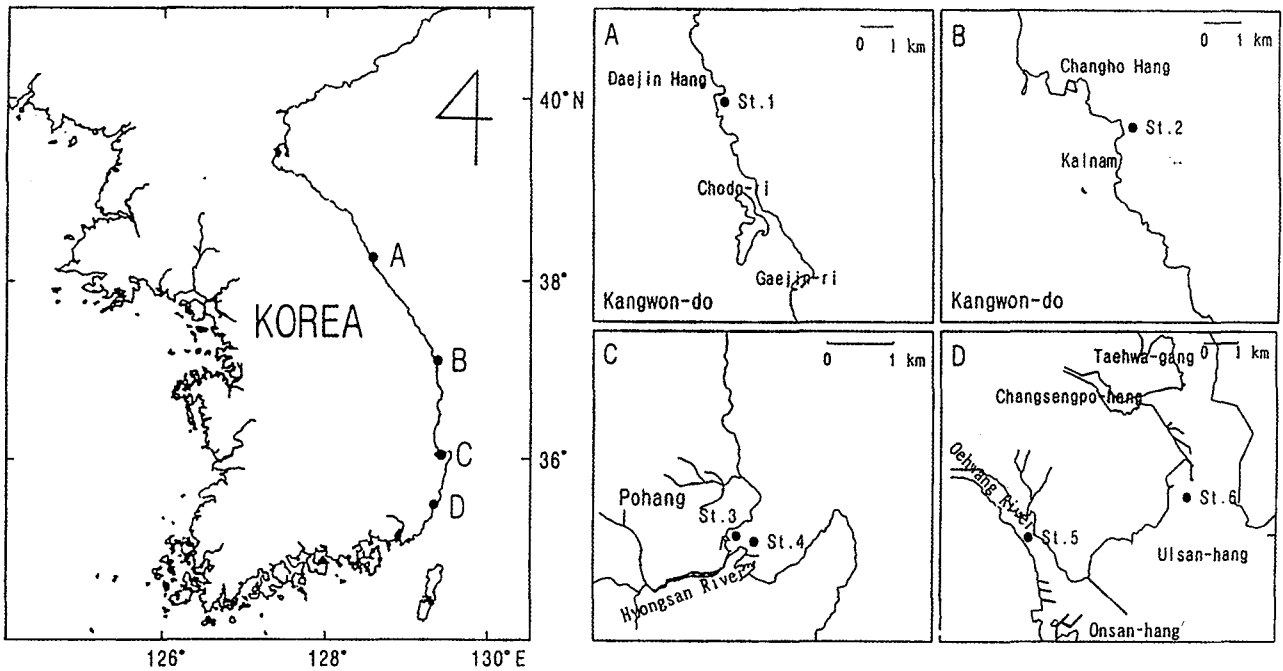 KOREA
A
B
C
D
40°N
38°
36°
126°
128°
130°E
A
0 1 km
Daejin Hang
St.1
Chodo-ri
Gaejin-ri
Kangwon-do
B
0 1 km
Changho Hang
St.2
Kalnam
Kangwon-do
C
0 1 km
Pohang
St.3
St.4
Hyongsan River
D
0 1 km
Taehwa-gang
Changsengpo-hang
Oehwang River
St.6
St.5
Ulsan-hang
Onsan-hang